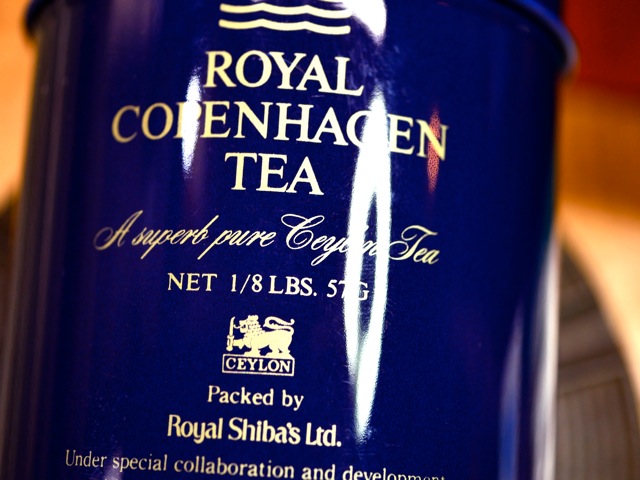 ROYAL
COPENHAGEN
TEA
A superb pure Ceylon Tea
NET 1/8 LBS. 57G
CEYLON
Packed by
Royal Shiba's Ltd.
Under special collaboration and development